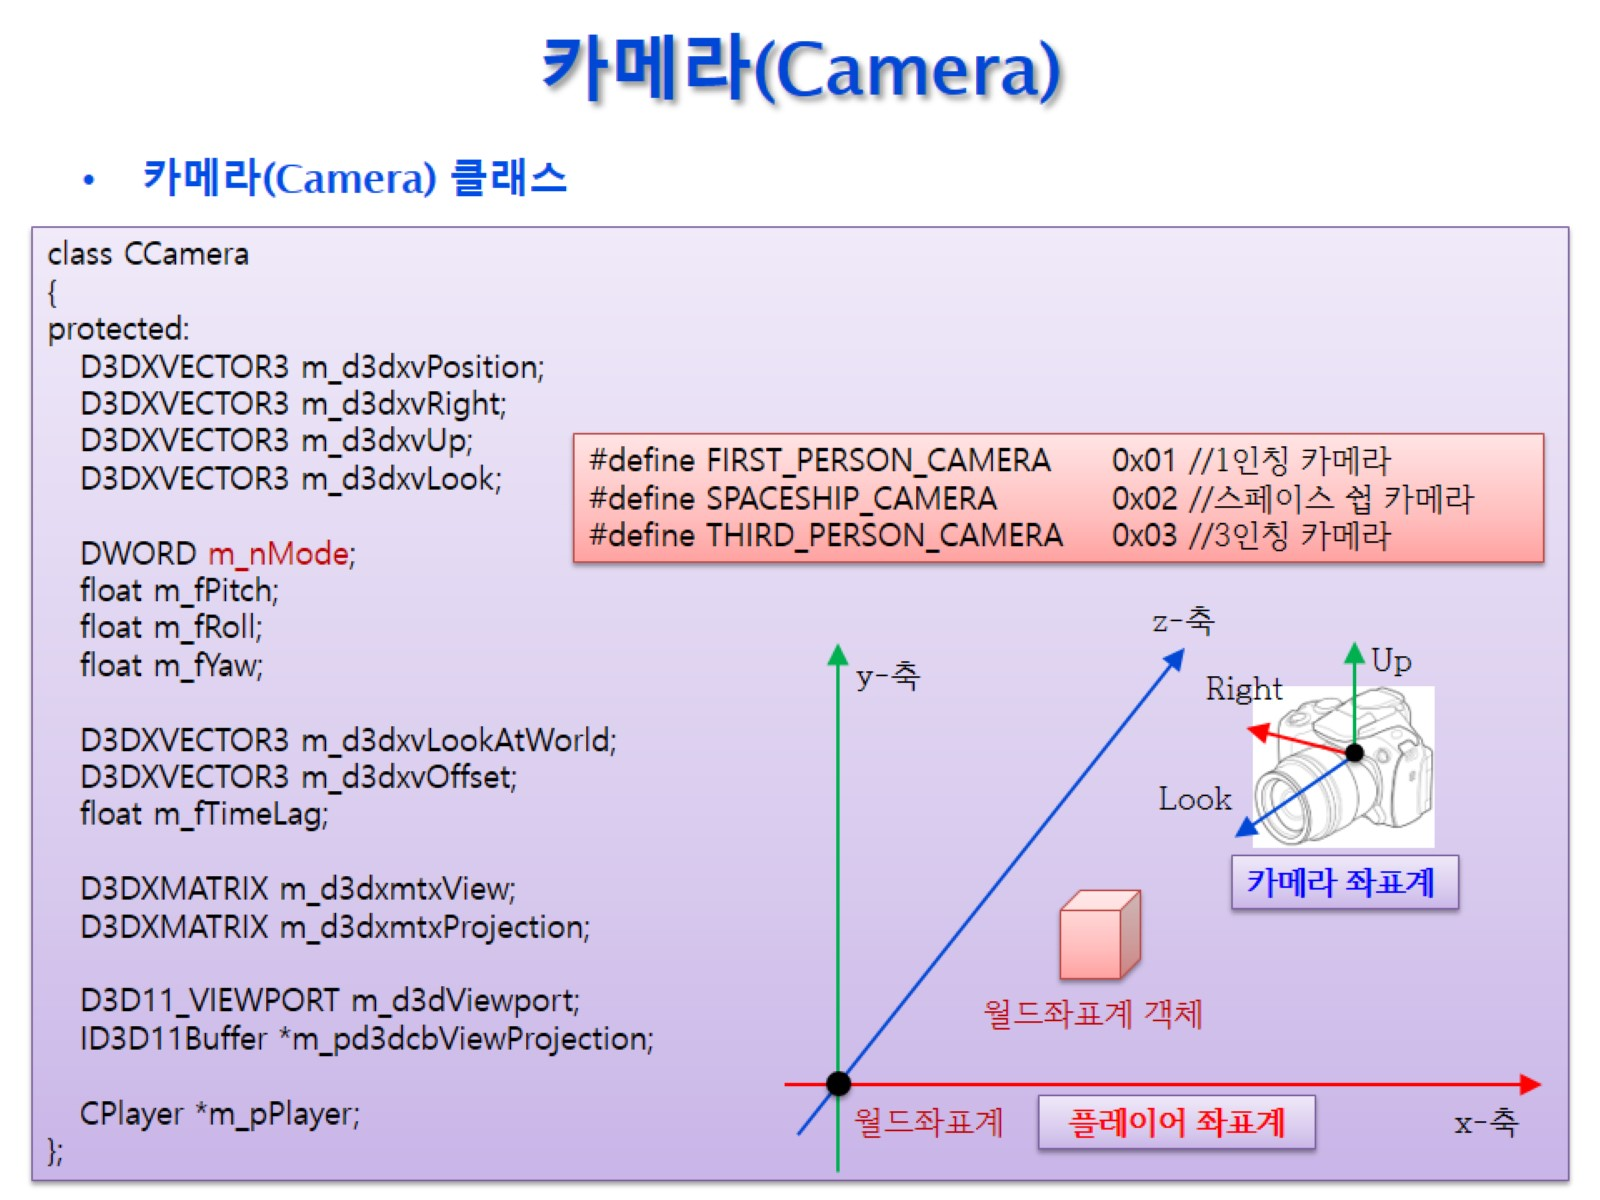 카메라(Camera)
• 카메라(Camera) 클래스
class CCamera
{
protected:
D3DXVECTOR3 m_d3dxvPosition;
D3DXVECTOR3 m_d3dxvRight;
D3DXVECTOR3 m_d3dxvUp;
D3DXVECTOR3 m_d3dxvLook;
DWORD m_nMode;
float m_fPitch;
float m_fRoll;
float m_fYaw;
D3DXVECTOR3 m_d3dxvLookAtWorld;
D3DXVECTOR3 m_d3dxvOffset;
float m_fTimeLag;
D3DXMATRIX m_d3dxmtxView;
D3DXMATRIX m_d3dxmtxProjection;
D3D11_VIEWPORT m_d3dViewport;
ID3D11Buffer *m_pd3dcbViewProjection;
CPlayer *m_pPlayer;
};
#define FIRST_PERSON_CAMERA 0x01 //1인칭 카메라
#define SPACESHIP_CAMERA 0x02 //스페이스 쉽 카메라
#define THIRD_PERSON_CAMERA 0x03 //3인칭 카메라
z-축
y-축
Up
Right
Look
카메라 좌표계
월드좌표계 객체
월드좌표계
플레이어 좌표계
x-축